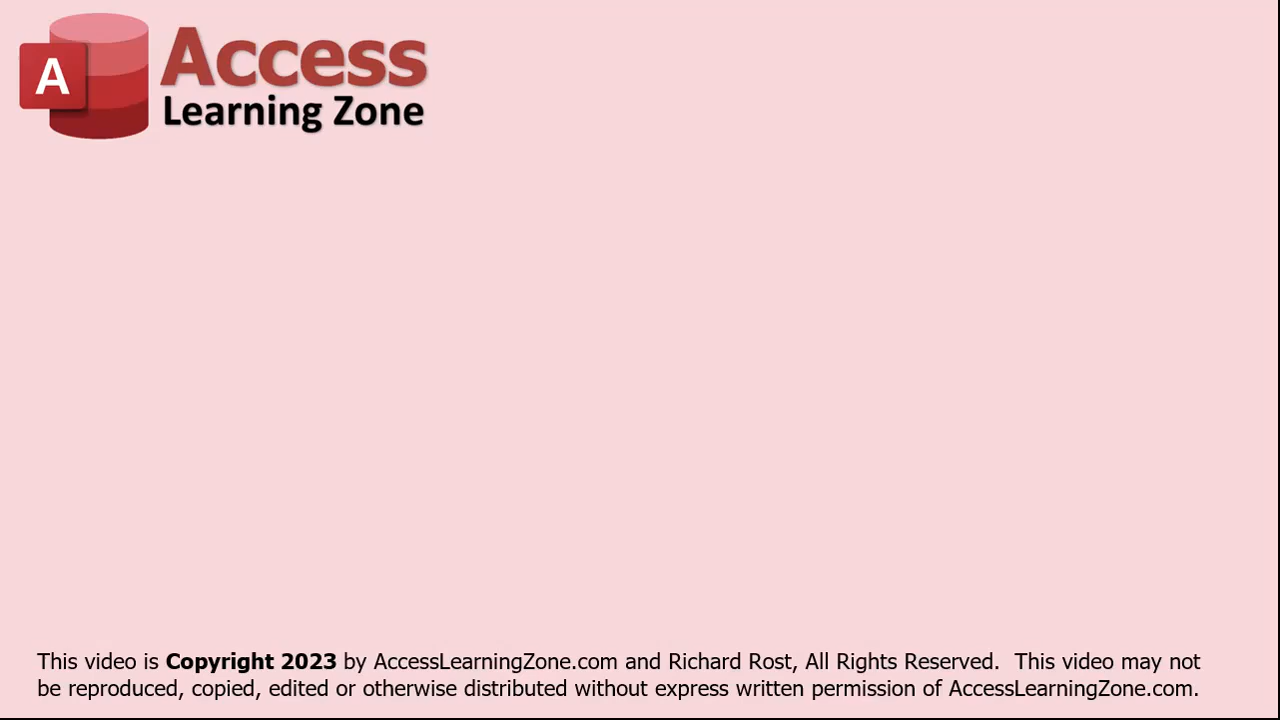 A
Access
Learning Zone
This video is Copyright 2023 by AccessLearningZone.com and Richard Rost, All Rights Reserved.  This video may not
be reproduced, copied, edited or otherwise distributed without express written permission of AccessLearningZone.com.